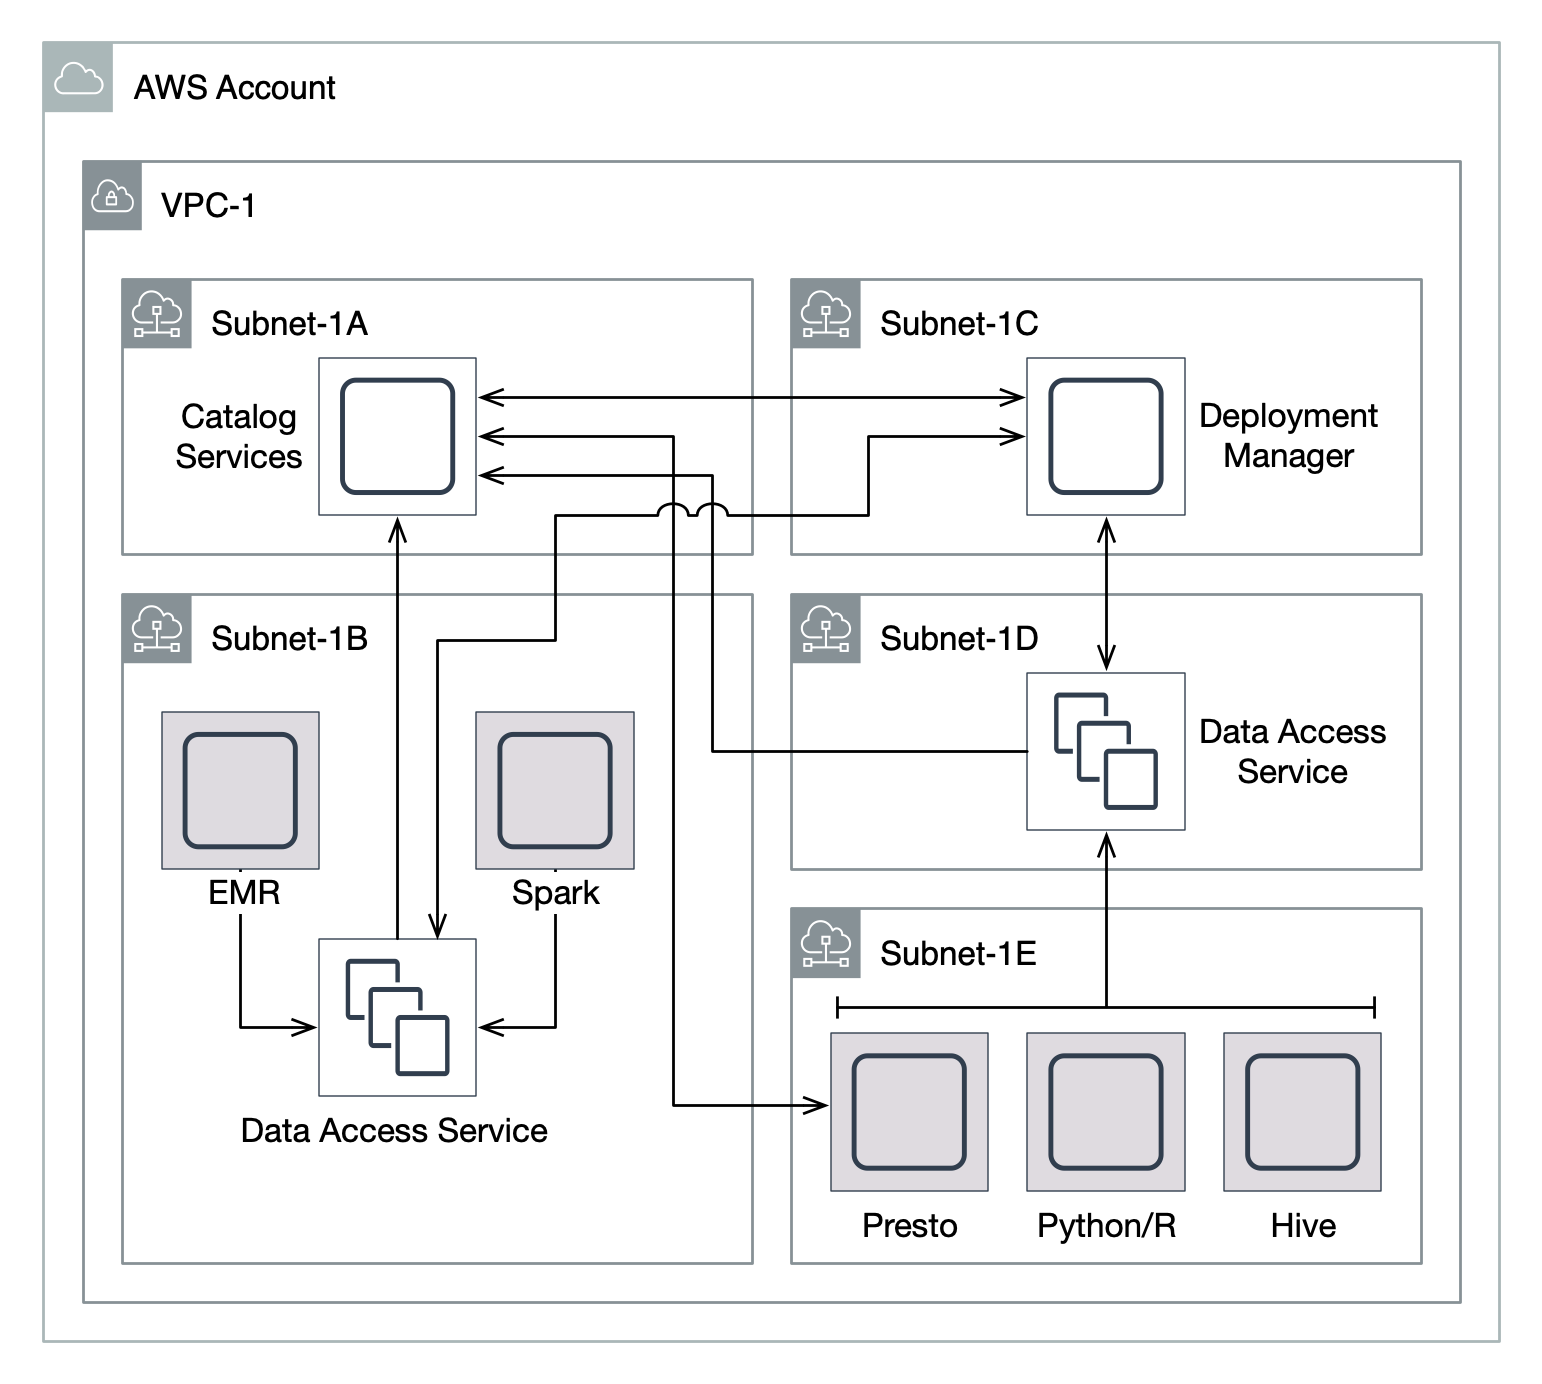 AWS Account
VPC-1
Subnet-1A
Catalog
Services
Subnet-1C
Deployment
Manager
Subnet-1B
EMR
Spark
Data Access Service
Subnet-1D
Data Access
Service
Subnet-1E
Presto
Python/R
Hive